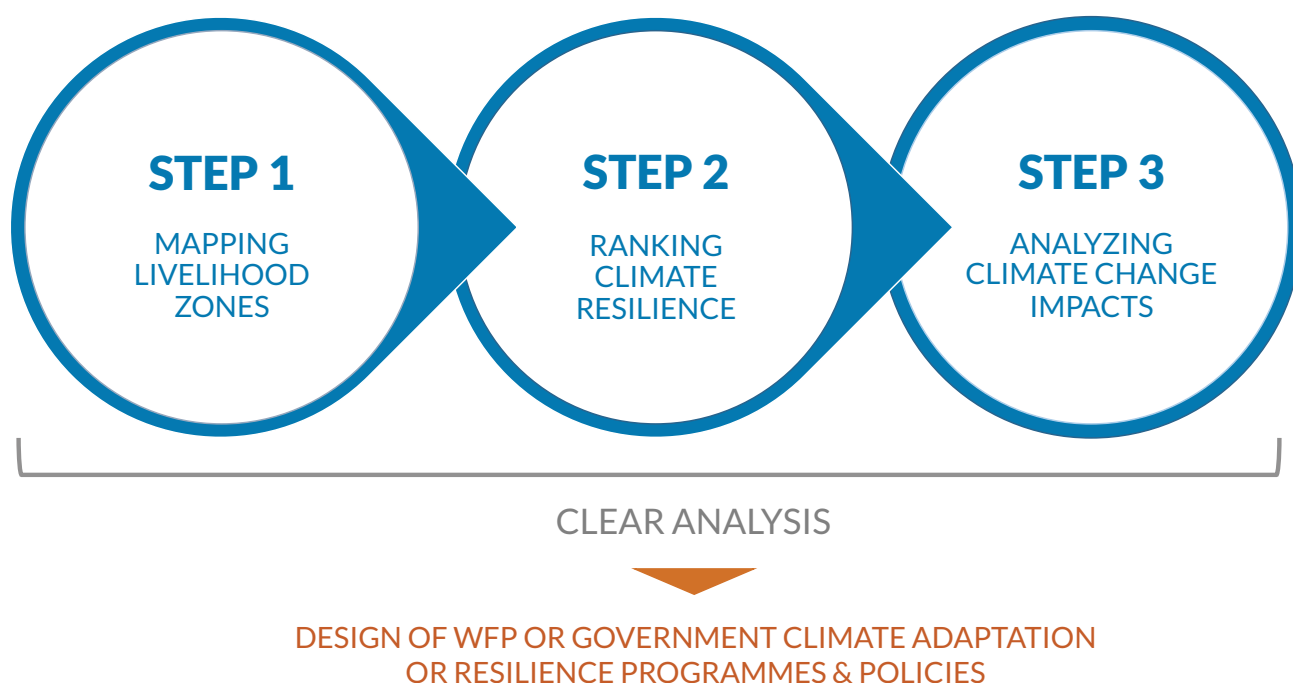 STEP 1
MAPPING
LIVELIHOOD
ZONES
STEP 2
RANKING
CLIMATE
RESILIENCE
STEP 3
ANALYZING
CLIMATE CHANGE
IMPACTS
CLEAR ANALYSIS
DESIGN OF WFP OR GOVERNMENT CLIMATE ADAPTATION
OR RESILIENCE PROGRAMMES & POLICIES